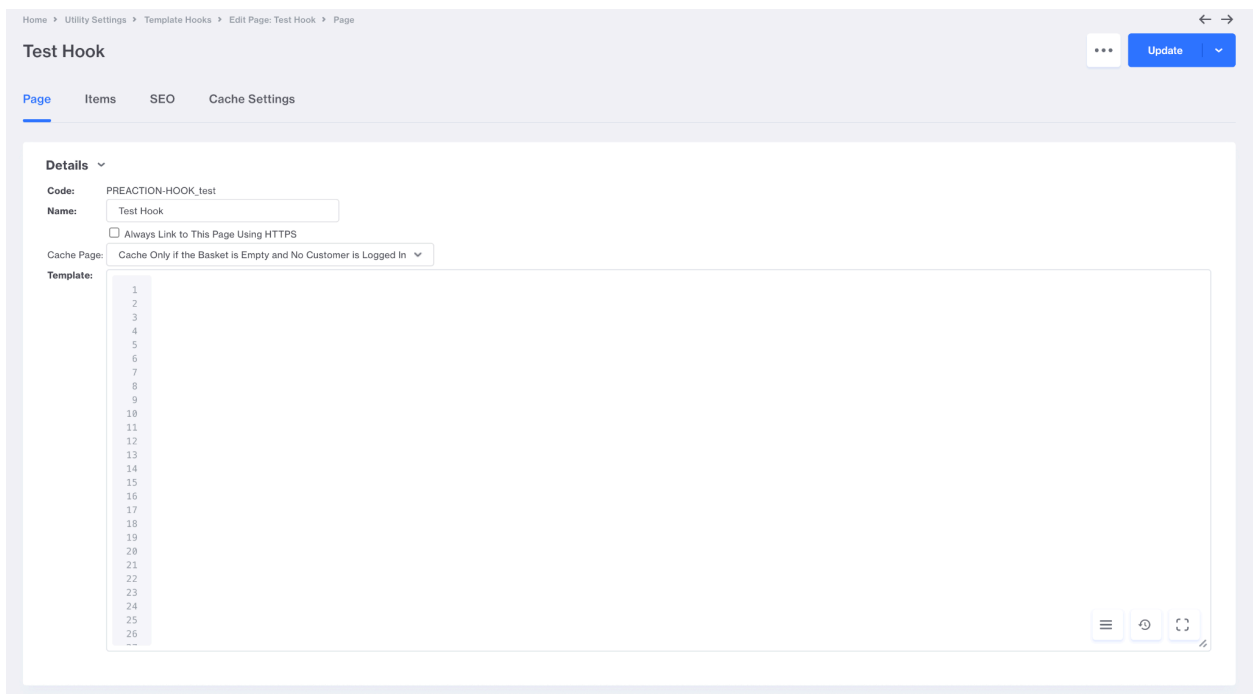 Home > Utility Settings > Template Hooks > Edit Page: Test Hook > Page
Test Hook
Update
Page Items SEO Cache Settings
Details
Code: PREACTION-HOOK_test
Name: Test Hook
Always Link to This Page Using HTTPS
Cache Page: Cache Only if the Basket is Empty and No Customer is Logged In
Template:
1
2
3
4
5
6
7
8
9
10
11
12
13
14
15
16
17
18
19
20
21
22
23
24
25
26